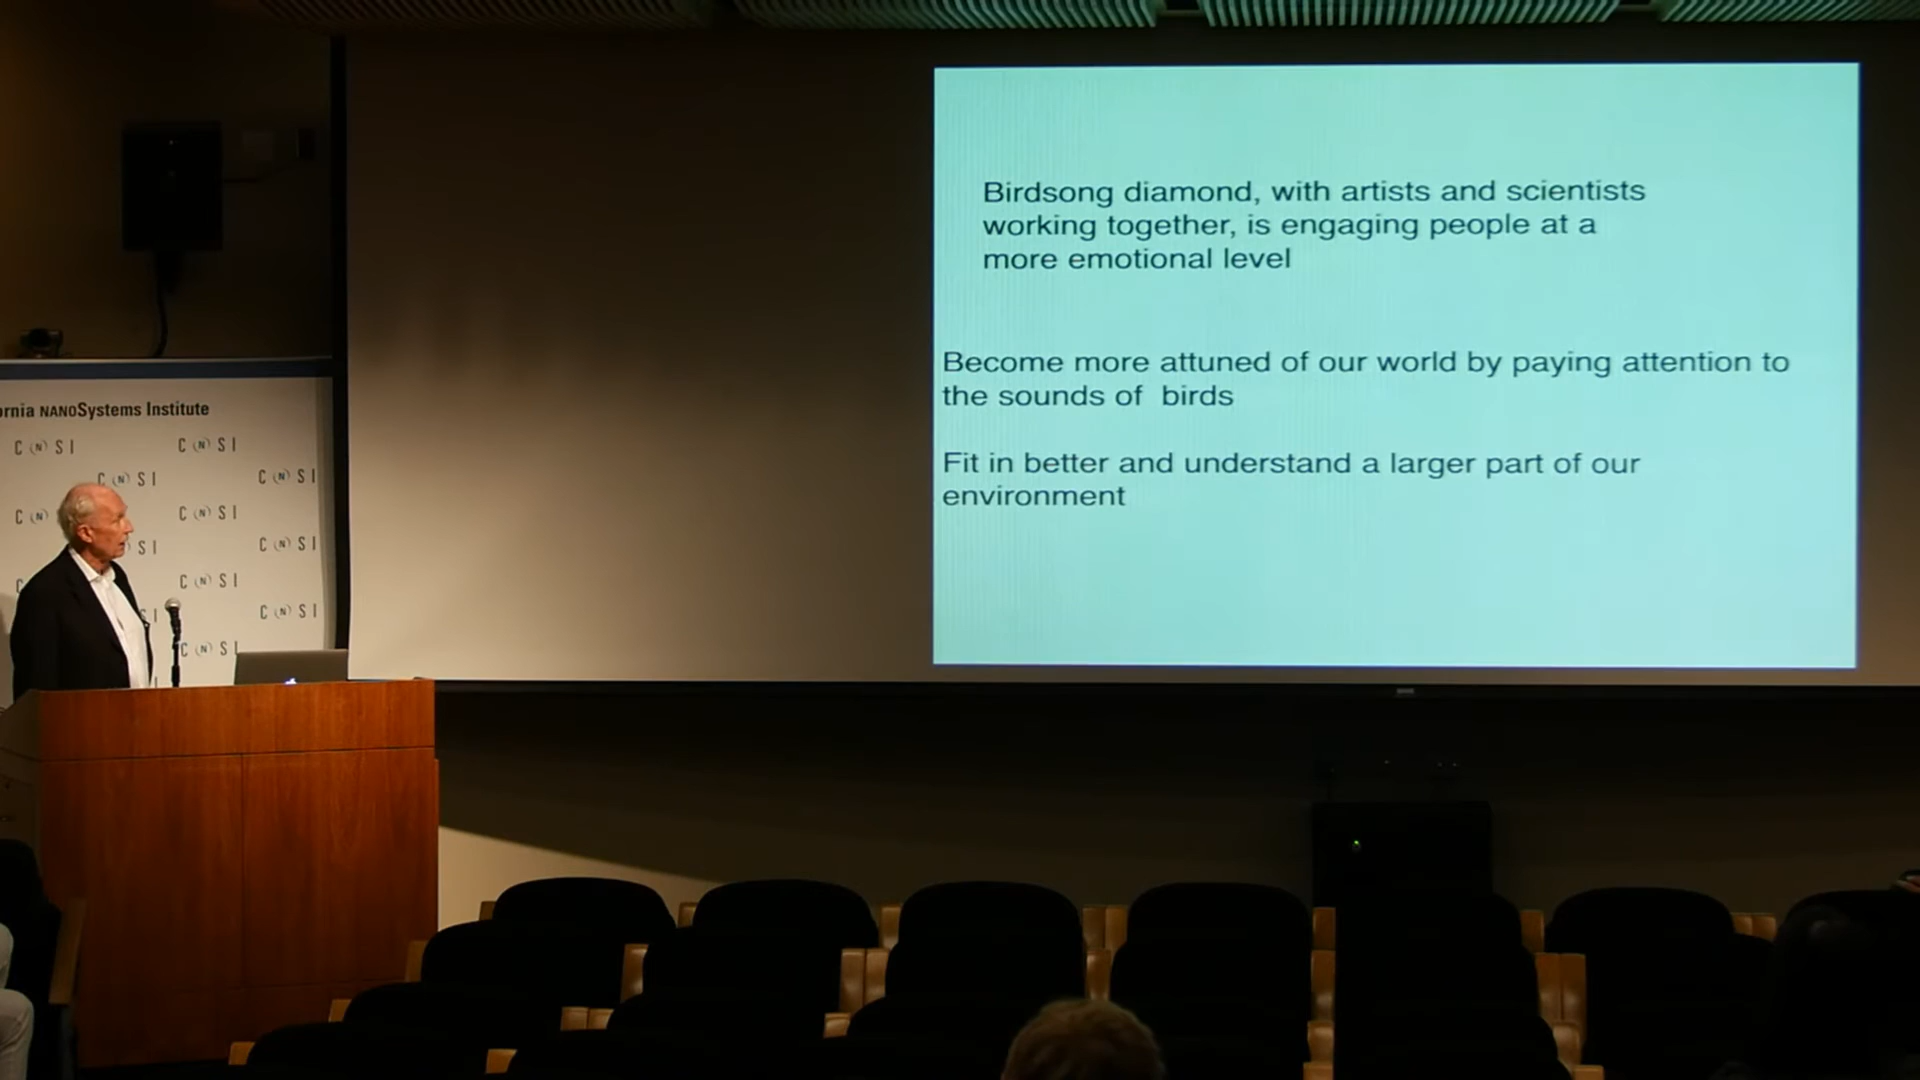 Birdsong diamond, with artists and scientists
working together, is engaging people at a
more emotional level
Become more attuned of our world by paying attention to
the sounds of birds
Fit in better and understand a larger part of our
environment
NANOSystems Institute
C N S I
C N S I
C N S I
C N S I
C N
C N S I
S I
C N S I
C N S I
C N S I
C N S I